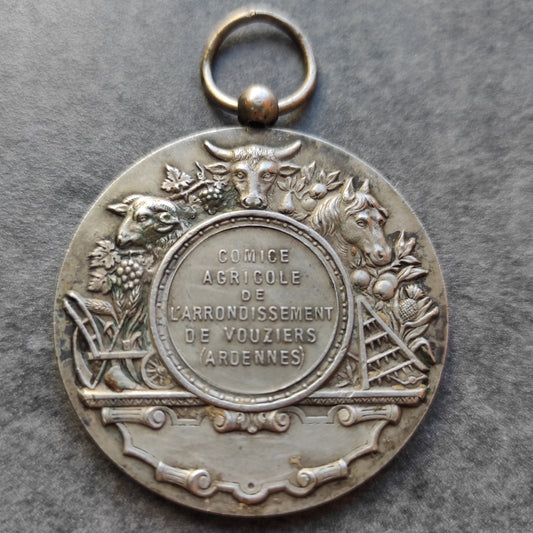 COMICE
AGRICOLE
DE
L'ARRONDISSEMENT
DE VOUZIERS
(ARDENNES)